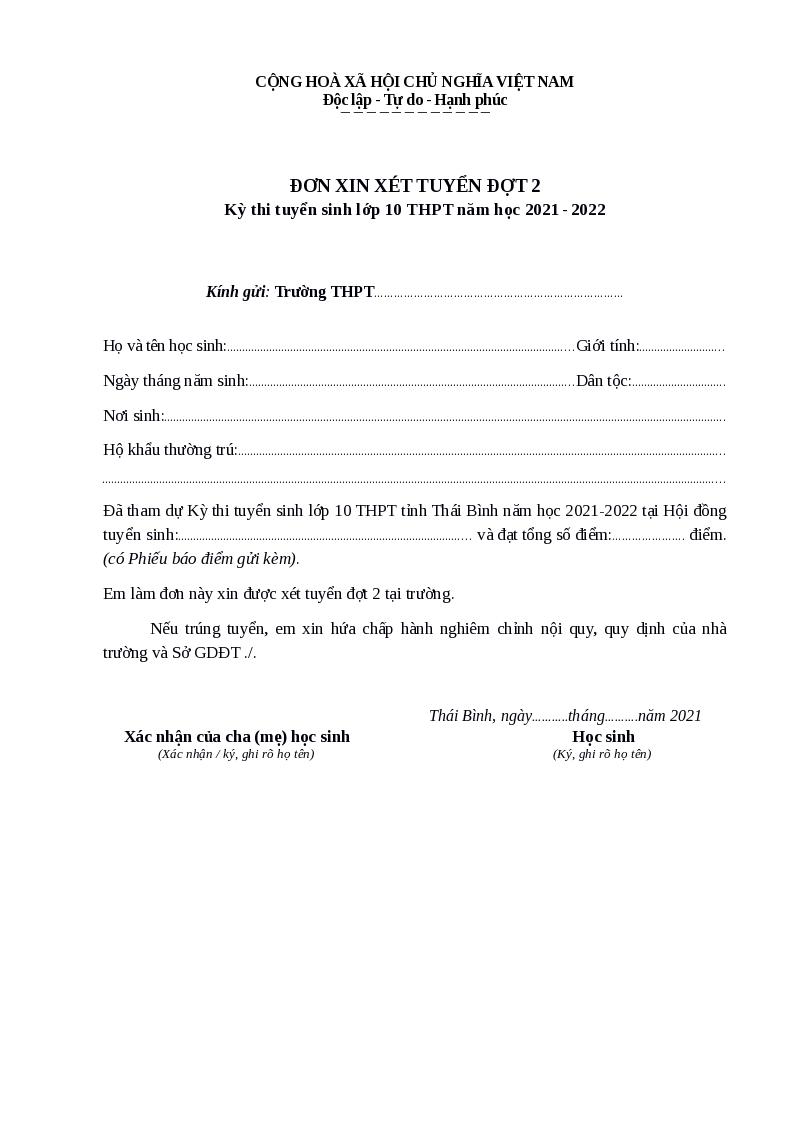 CỘNG HOÀ XÃ HỘI CHỦ NGHĨA VIỆT NAM
Độc lập - Tự do - Hạnh phúc
ĐƠN XIN XÉT TUYỂN ĐỢT 2
Kỳ thi tuyển sinh lớp 10 THPT năm học 2021 - 2022
Kính gửi: Trường THPT..................................................................
Họ và tên học sinh:..................................................................Giới tính:.........................
Ngày tháng năm sinh:..................................................................Dân tộc:.........................
Nơi sinh:..................................................................
Hộ khẩu thường trú:..................................................................
..................................................................
Đã tham dự Kỳ thi tuyển sinh lớp 10 THPT tỉnh Thái Bình năm học 2021-2022 tại Hội đồng
tuyển sinh:.................................................................. và đạt tổng số điểm:...................... điểm.
(có Phiếu báo điểm gửi kèm).
Em làm đơn này xin được xét tuyển đợt 2 tại trường.
Nếu trúng tuyển, em xin hứa chấp hành nghiêm chỉnh nội quy, quy định của nhà
trường và Sở GDĐT ./.
Thái Bình, ngày...........tháng..........năm 2021
Xác nhận của cha (mẹ) học sinh Học sinh
(Xác nhận / ký, ghi rõ họ tên) (Ký, ghi rõ họ tên)